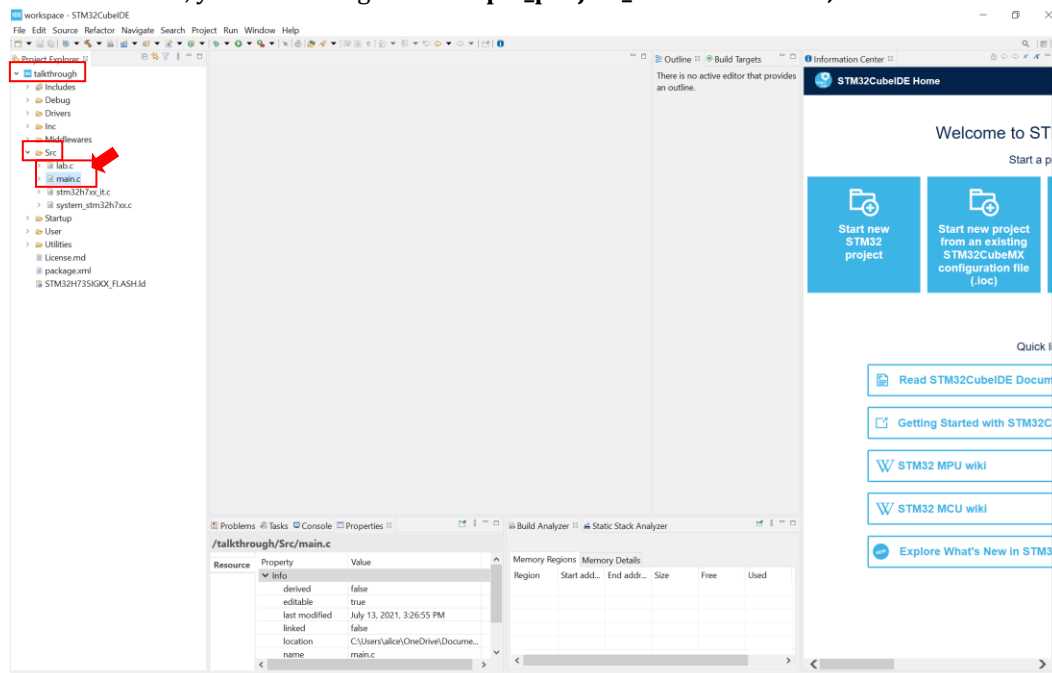 workspace - STM32CubeIDE
File Edit Source Refactor Navigate Search Project Run Window Help
Project Explorer
talkthrough
Includes
Debug
Drivers
Inc
Middlewares
Src
lab.c
main.c
stm32h7xx_it.c
system_stm32h7xx.c
Startup
User
Utilities
License.md
package.xml
STM32H735IGKX_FLASH.ld
Outline
Build Targets
There is no active editor that provides
an outline.
Information Center
STM32CubeIDE Home
Welcome to ST
Start a p
Start new
STM32
project
Start new project
from an existing
STM32CubeMX
configuration file
(.ioc)
Quick l
Read STM32CubeIDE Docum
Getting Started with STM32C
STM32 MPU wiki
STM32 MCU wiki
NEW
Explore What's New in STM3
Problems Tasks Console Properties
/talkthrough/Src/main.c
Resource
Property Value
Info
derived false
editable true
last modified July 13, 2021, 3:26:55 PM
linked false
location C:\Users\alice\OneDrive\Docume...
name main.c
Build Analyzer Static Stack Analyzer
Memory Regions Memory Details
Region Start add... End addr... Size Free Used